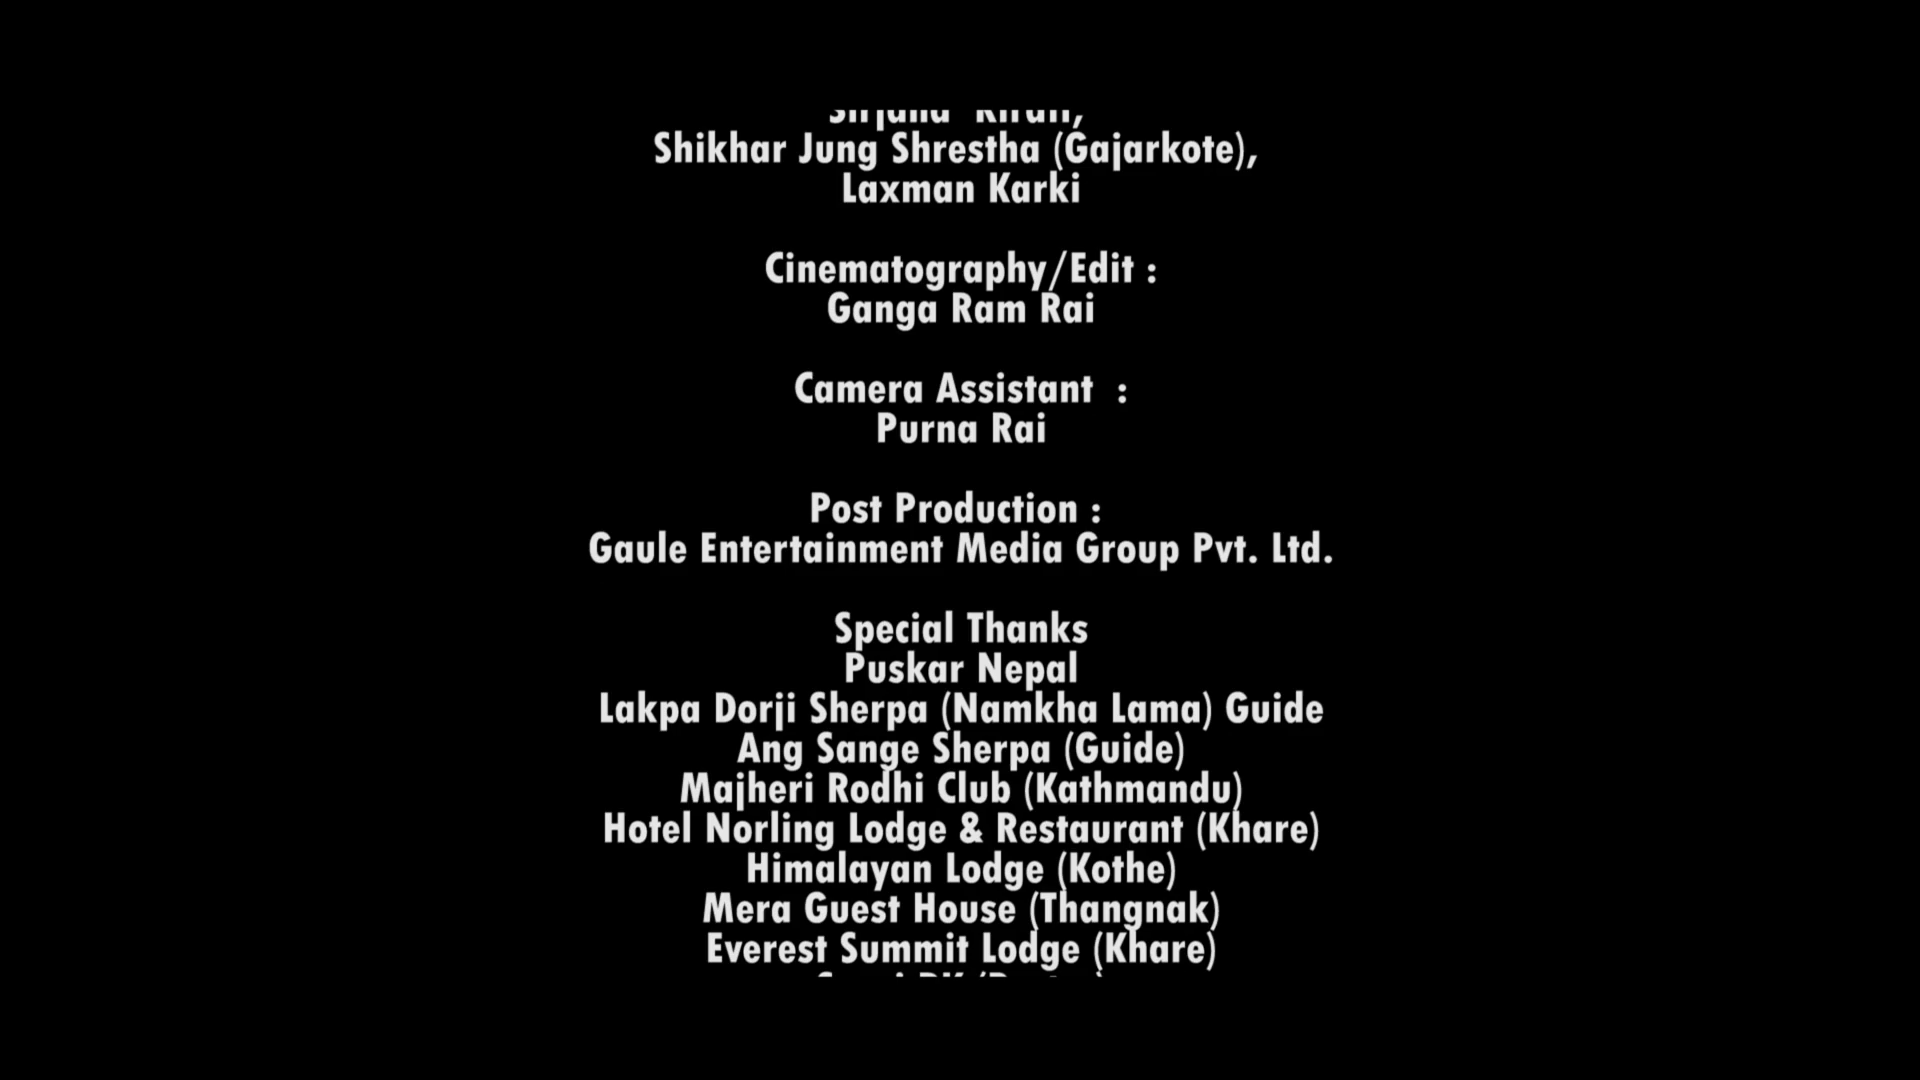 Shikhar Jung Shrestha (Gajarkote),
Laxman Karki
Cinematography/Edit :
Ganga Ram Rai
Camera Assistant :
Purna Rai
Post Production :
Gaule Entertainment Media Group Pvt. Ltd.
Special Thanks
Puskar Nepal
Lakpa Dorji Sherpa (Namkha Lama) Guide
Ang Sange Sherpa (Guide)
Majheri Rodhi Club (Kathmandu)
Hotel Norling Lodge & Restaurant (Khare)
Himalayan Lodge (Kothe)
Mera Guest House (Thangnak)
Everest Summit Lodge (Khare)